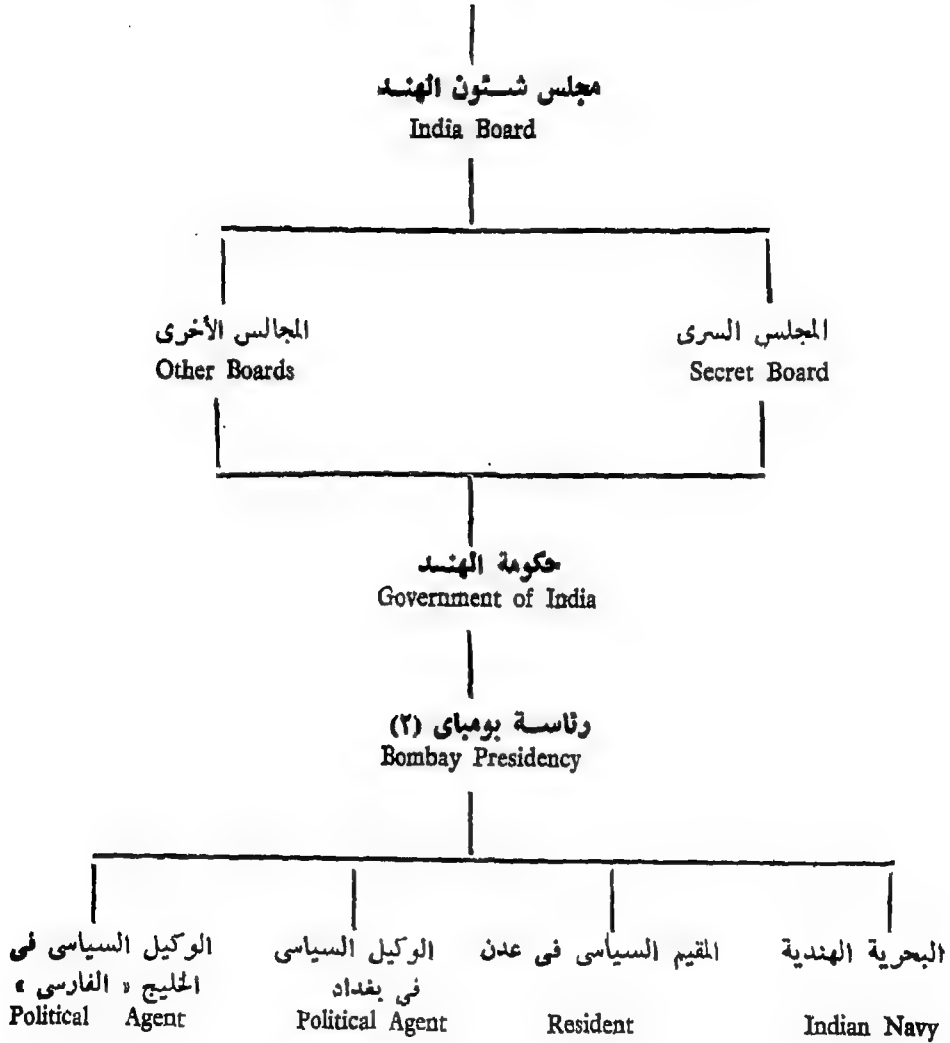 مجلس شئون الهند
India Board
المجلس السرى
Secret Board
المجالس الأخرى
Other Boards
حكومة الهند
Government of India
رئاسة بومباى (٢)
Bombay Presidency
البحرية الهندية
Indian Navy
المقيم السياسى فى عدن
Resident
الوكيل السياسى
فى بغداد
Political Agent
الوكيل السياسى فى
الخليج « الفارسى »
Political Agent